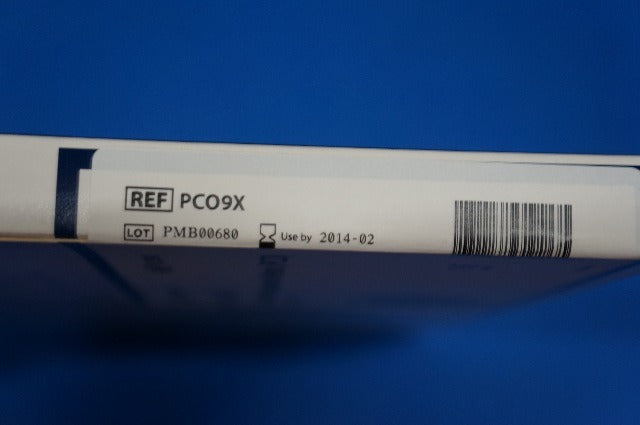 REF PCO9X
LOT PMB00680 Use by 2014-02